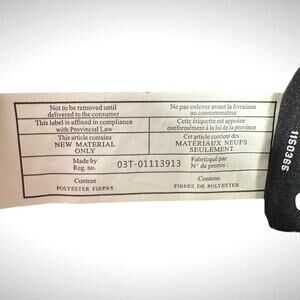 Not to be removed until
delivered to the consumer
This label is affixed in compliance
with Provincial Law
This article contains
NEW MATERIAL
ONLY
Made by
Reg. no.
03T-01113913
Content
POLYESTER FIBERS
Ne pas enlever avant la livraison
au consommateur
Cette étiquette est apposée
conformément à la loi de la province
Cet article contient des
MATÉRIAUX NEUFS
SEULEMENT
Fabriqué par
N° de permis :
Contenu
FIBRES DE POLYESTER
1160365